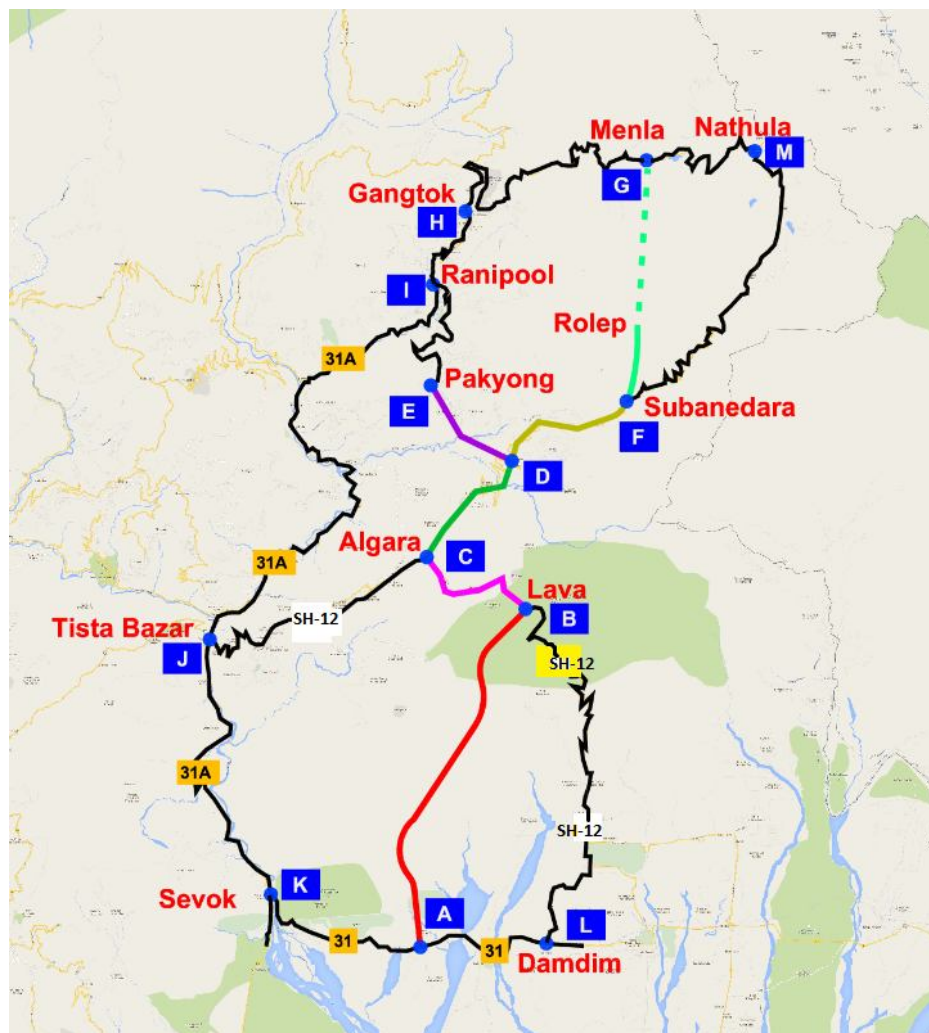 Menla
Nathula
M
G
Gangtok
H
Ranipool
I
Rolep
31A
Pakyong
E
Subanedara
F
D
31A
Algara
C
Lava
B
SH-12
Tista Bazar
J
SH-12
31A
SH-12
K
Sevok
A
L
31
31
Damdim